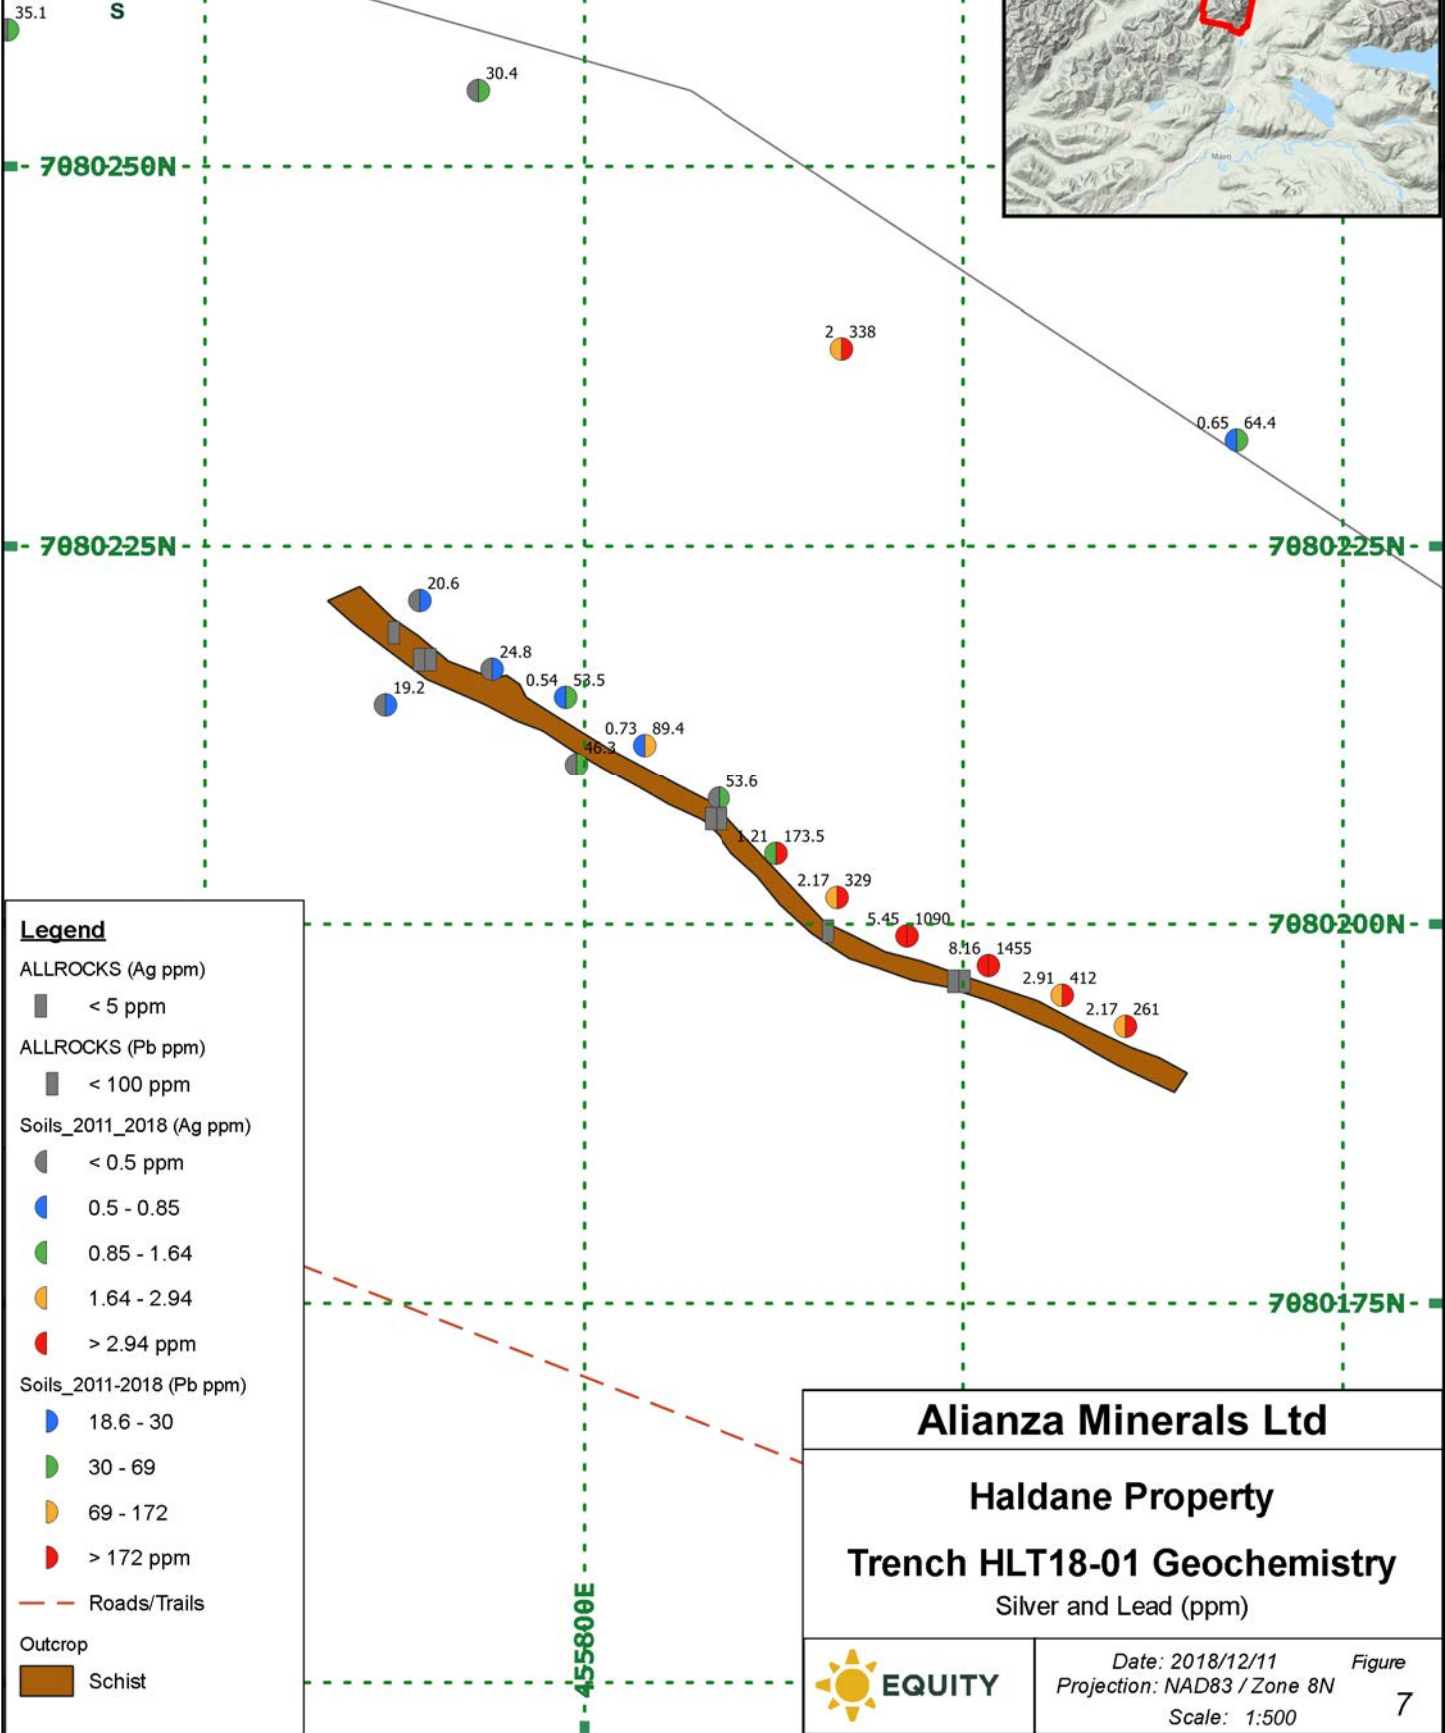 35.1
S
30.4
Mayo
7080250N
2 338
0.65 64.4
7080225N
7080225N
20.6
24.8
19.2
0.54 53.5
0.73 89.4
46.3
53.6
1.21 173.5
2.17 329
5.45 1090
7080200N
8.16 1455
2.91 412
2.17 261
7080175N
455800E
Legend
ALLROCKS (Ag ppm)
< 5 ppm
ALLROCKS (Pb ppm)
< 100 ppm
Soils_2011_2018 (Ag ppm)
< 0.5 ppm
0.5 - 0.85
0.85 - 1.64
1.64 - 2.94
> 2.94 ppm
Soils_2011-2018 (Pb ppm)
18.6 - 30
30 - 69
69 - 172
> 172 ppm
Roads/Trails
Outcrop
Schist
Alianza Minerals Ltd
Haldane Property
Trench HLT18-01 Geochemistry
Silver and Lead (ppm)
EQUITY
Date: 2018/12/11
Projection: NAD83 / Zone 8N
Scale: 1:500
Figure
7